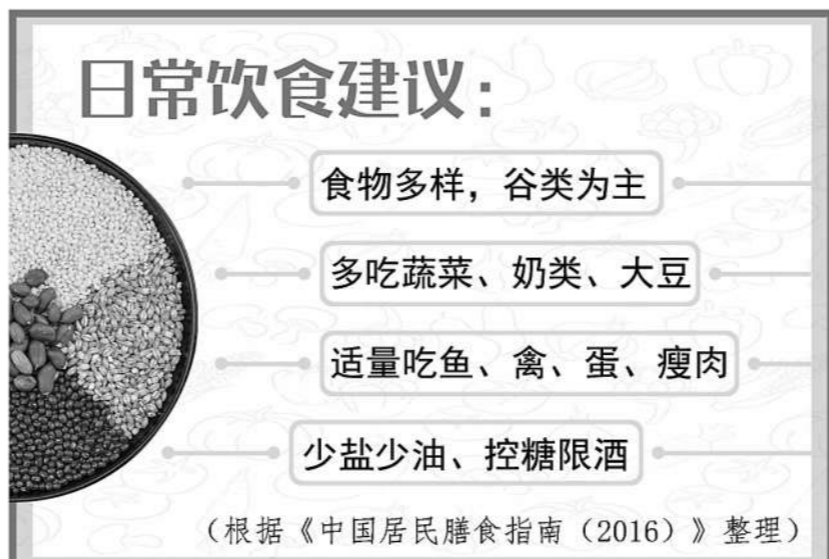 日常饮食建议：
食物多样，谷类为主
多吃蔬菜、奶类、大豆
适量吃鱼、禽、蛋、瘦肉
少盐少油、控糖限酒
（根据《中国居民膳食指南（2016）》整理）